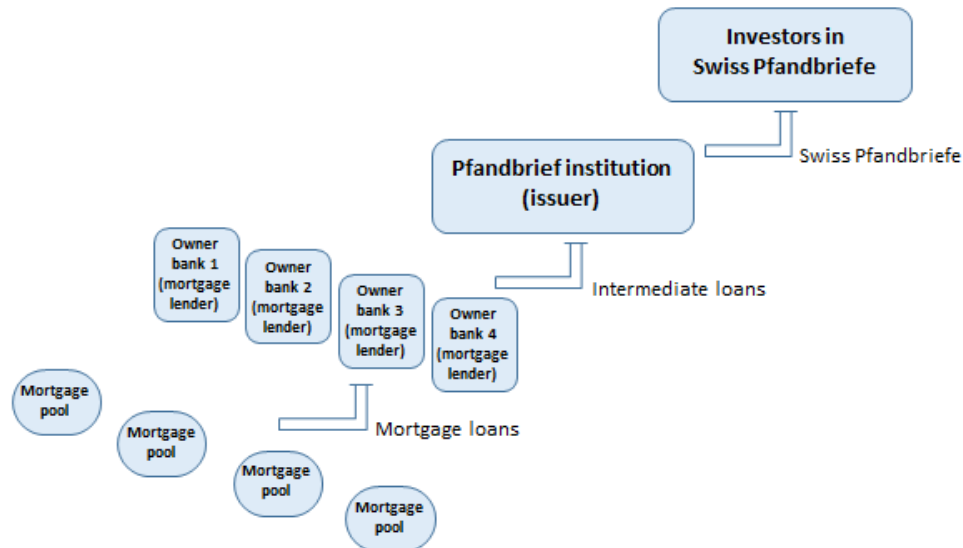 Investors in
Swiss Pfandbriefe
Swiss Pfandbriefe
Pfandbrief institution
(issuer)
Intermediate loans
Owner
bank 1
(mortgage
lender)
Owner
bank 2
(mortgage
lender)
Owner
bank 3
(mortgage
lender)
Owner
bank 4
(mortgage
lender)
Mortgage loans
Mortgage
pool
Mortgage
pool
Mortgage
pool
Mortgage
pool